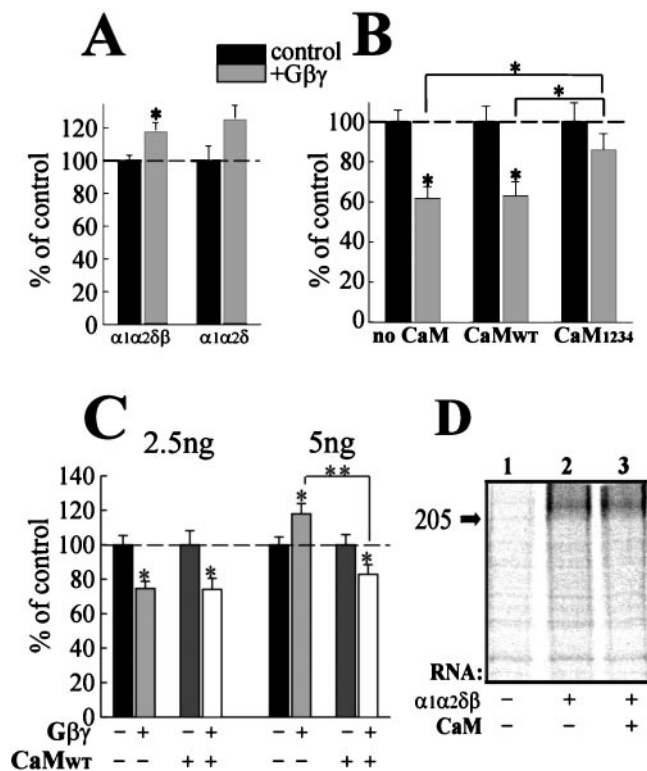 A
control
+Gβγ
B
% of control
120
100
80
60
40
20
0
*
α1α2δβ
α1α2δ
% of control
100
80
60
40
20
0
*
*
*
*
no CaM
CaMWT
CaM1234
C
2.5ng
5ng
% of control
140
120
100
80
60
40
20
0
*
*
*
**
*
Gβγ - + - + - + - +
CaMWT - - + + - - + +
D
1 2 3
205
RNA:
α1α2δβ - + +
CaM +